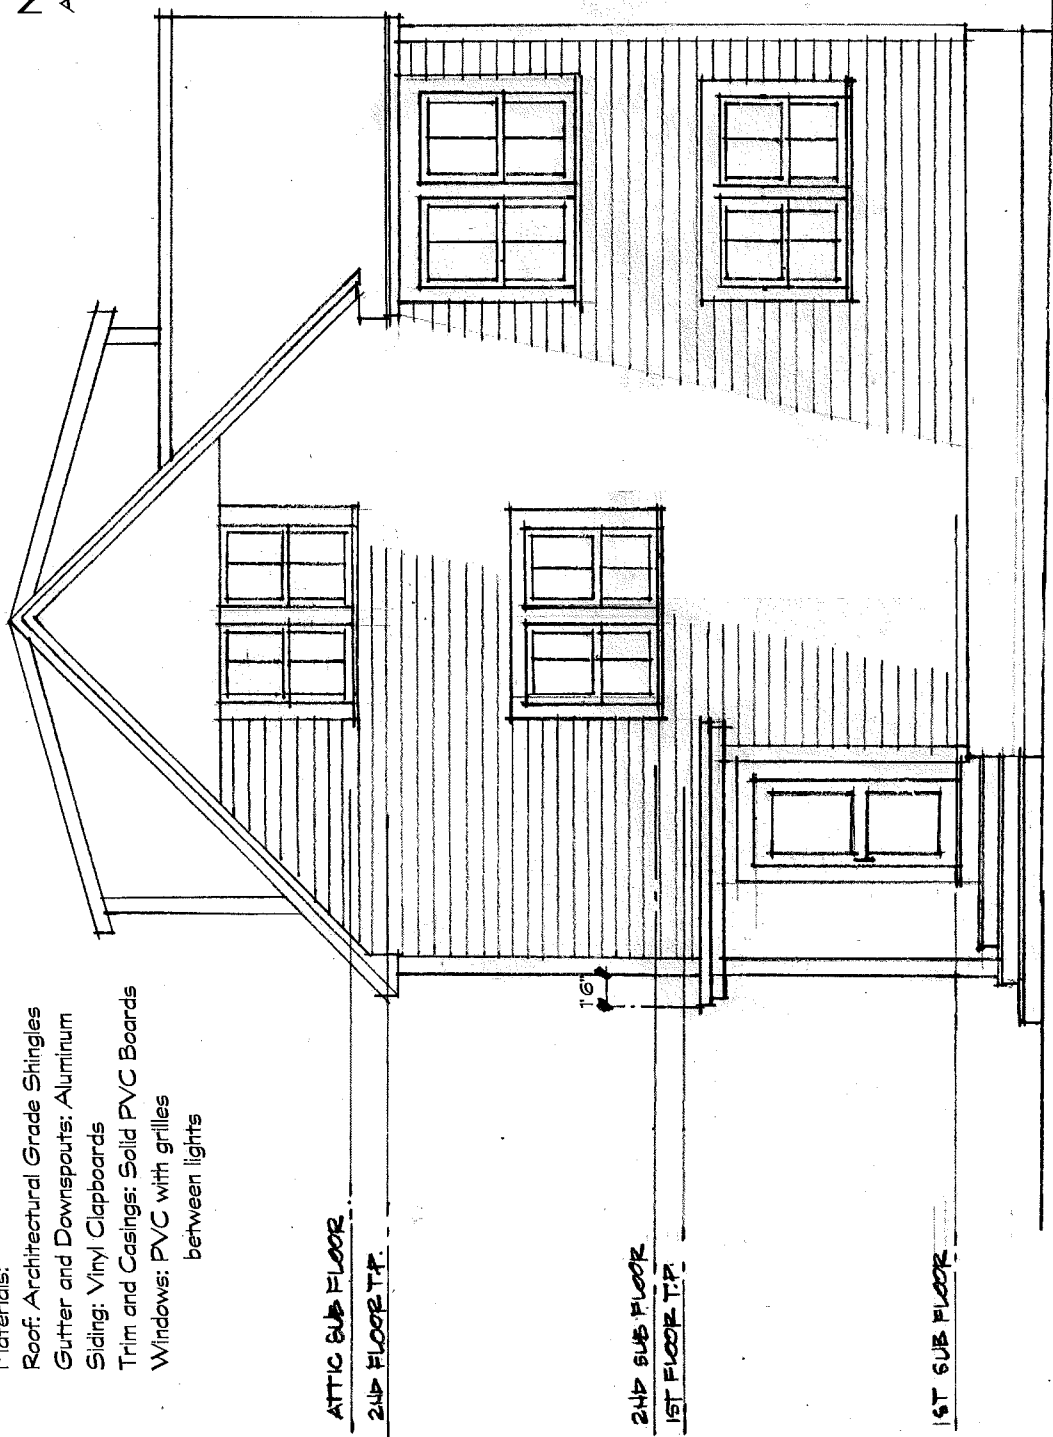 Materials:
Roof: Architectural Grade Shingles
Gutter and Downspouts: Aluminum
Siding: Vinyl Clapboards
Trim and Casings: Solid PVC Boards
Windows: PVC with grilles
between lights
ATTIC SUB FLOOR
2ND FLOOR T.P.
1'6"
2ND SUB FLOOR
1ST FLOOR T.P.
1ST SUB FLOOR